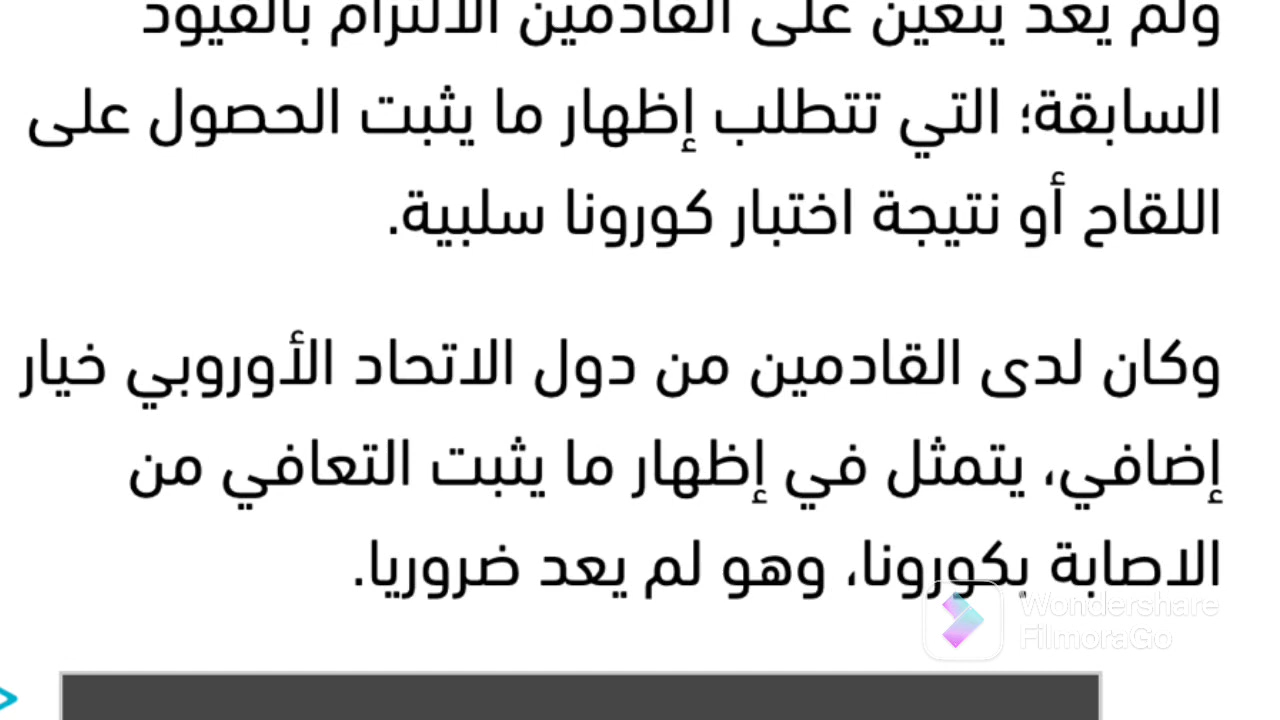 ولم يعد يتعين على القادمين الالتزام بالقيود
السابقة؛ التي تتطلب إظهار ما يثبت الحصول على
اللقاح أو نتيجة اختبار كورونا سلبية.
وكان لدى القادمين من دول الاتحاد الأوروبي خيار
إضافي، يتمثل في إظهار ما يثبت التعافي من
الاصابة بكورونا، وهو لم يعد ضروريا.
Wondershare
FilmoraGo